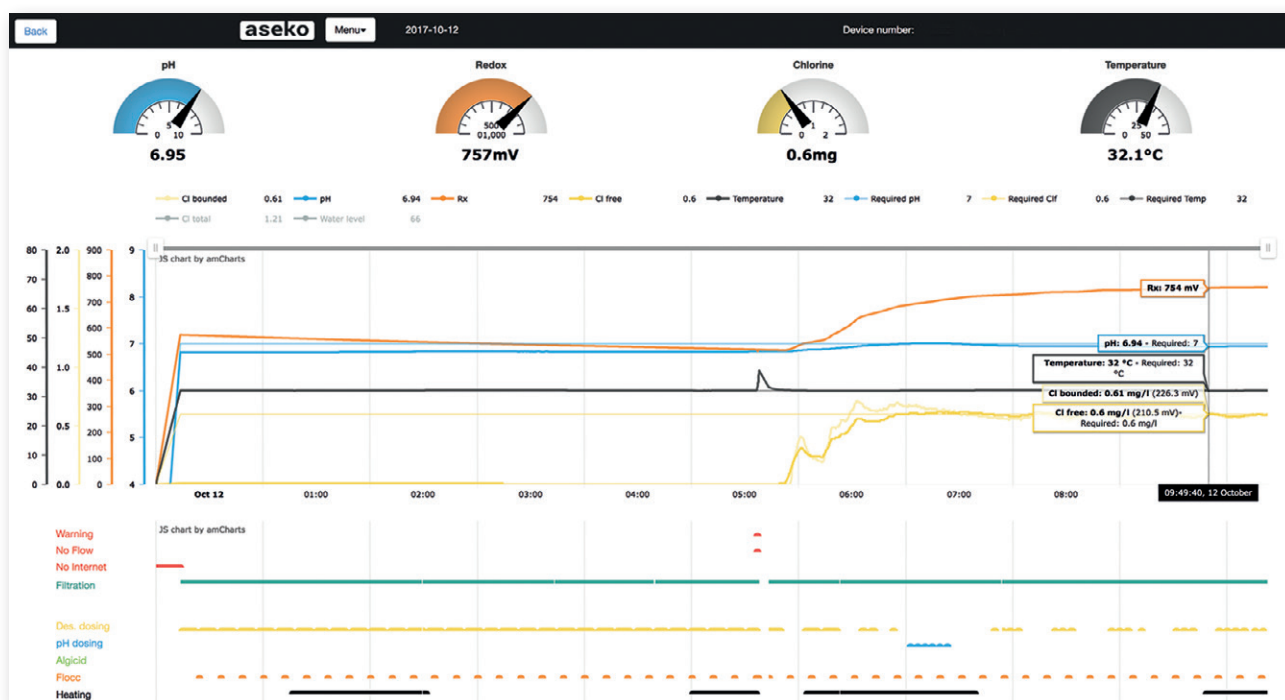 Back
aseko
Menu
2017-10-12
Device number:
pH
Redox
Chlorine
Temperature
5
0 10
500
0 1,000
1
0 2
25
0 50
6.95
757mV
0.6mg
32.1°C
Cl bounded 0.61 pH 6.94 Rx 754 Cl free 0.6 Temperature 32 Required pH 7 Required Clf 0.6 Required Temp 32
Cl total 1.21 Water level 66
80 2.0 900 9
JS chart by amCharts
800
70 8
1.5 700
60
600
50 7
1.0 500
40
400
30 6
300
20 0.5 200 5
10 100
0 0.0 0 4
Rx: 754 mV
pH: 6.94 - Required: 7
Temperature: 32 °C - Required: 32
°C
Cl bounded: 0.61 mg/l (226.3 mV)
Cl free: 0.6 mg/l (210.5 mV)-
Required: 0.6 mg/l
Oct 12 01:00 02:00 03:00 04:00 05:00 06:00 07:00 08:00
09:49:40, 12 October
JS chart by amCharts
Warning
No Flow
No Internet
Filtration
Des. dosing
pH dosing
Algicid
Flocc
Heating